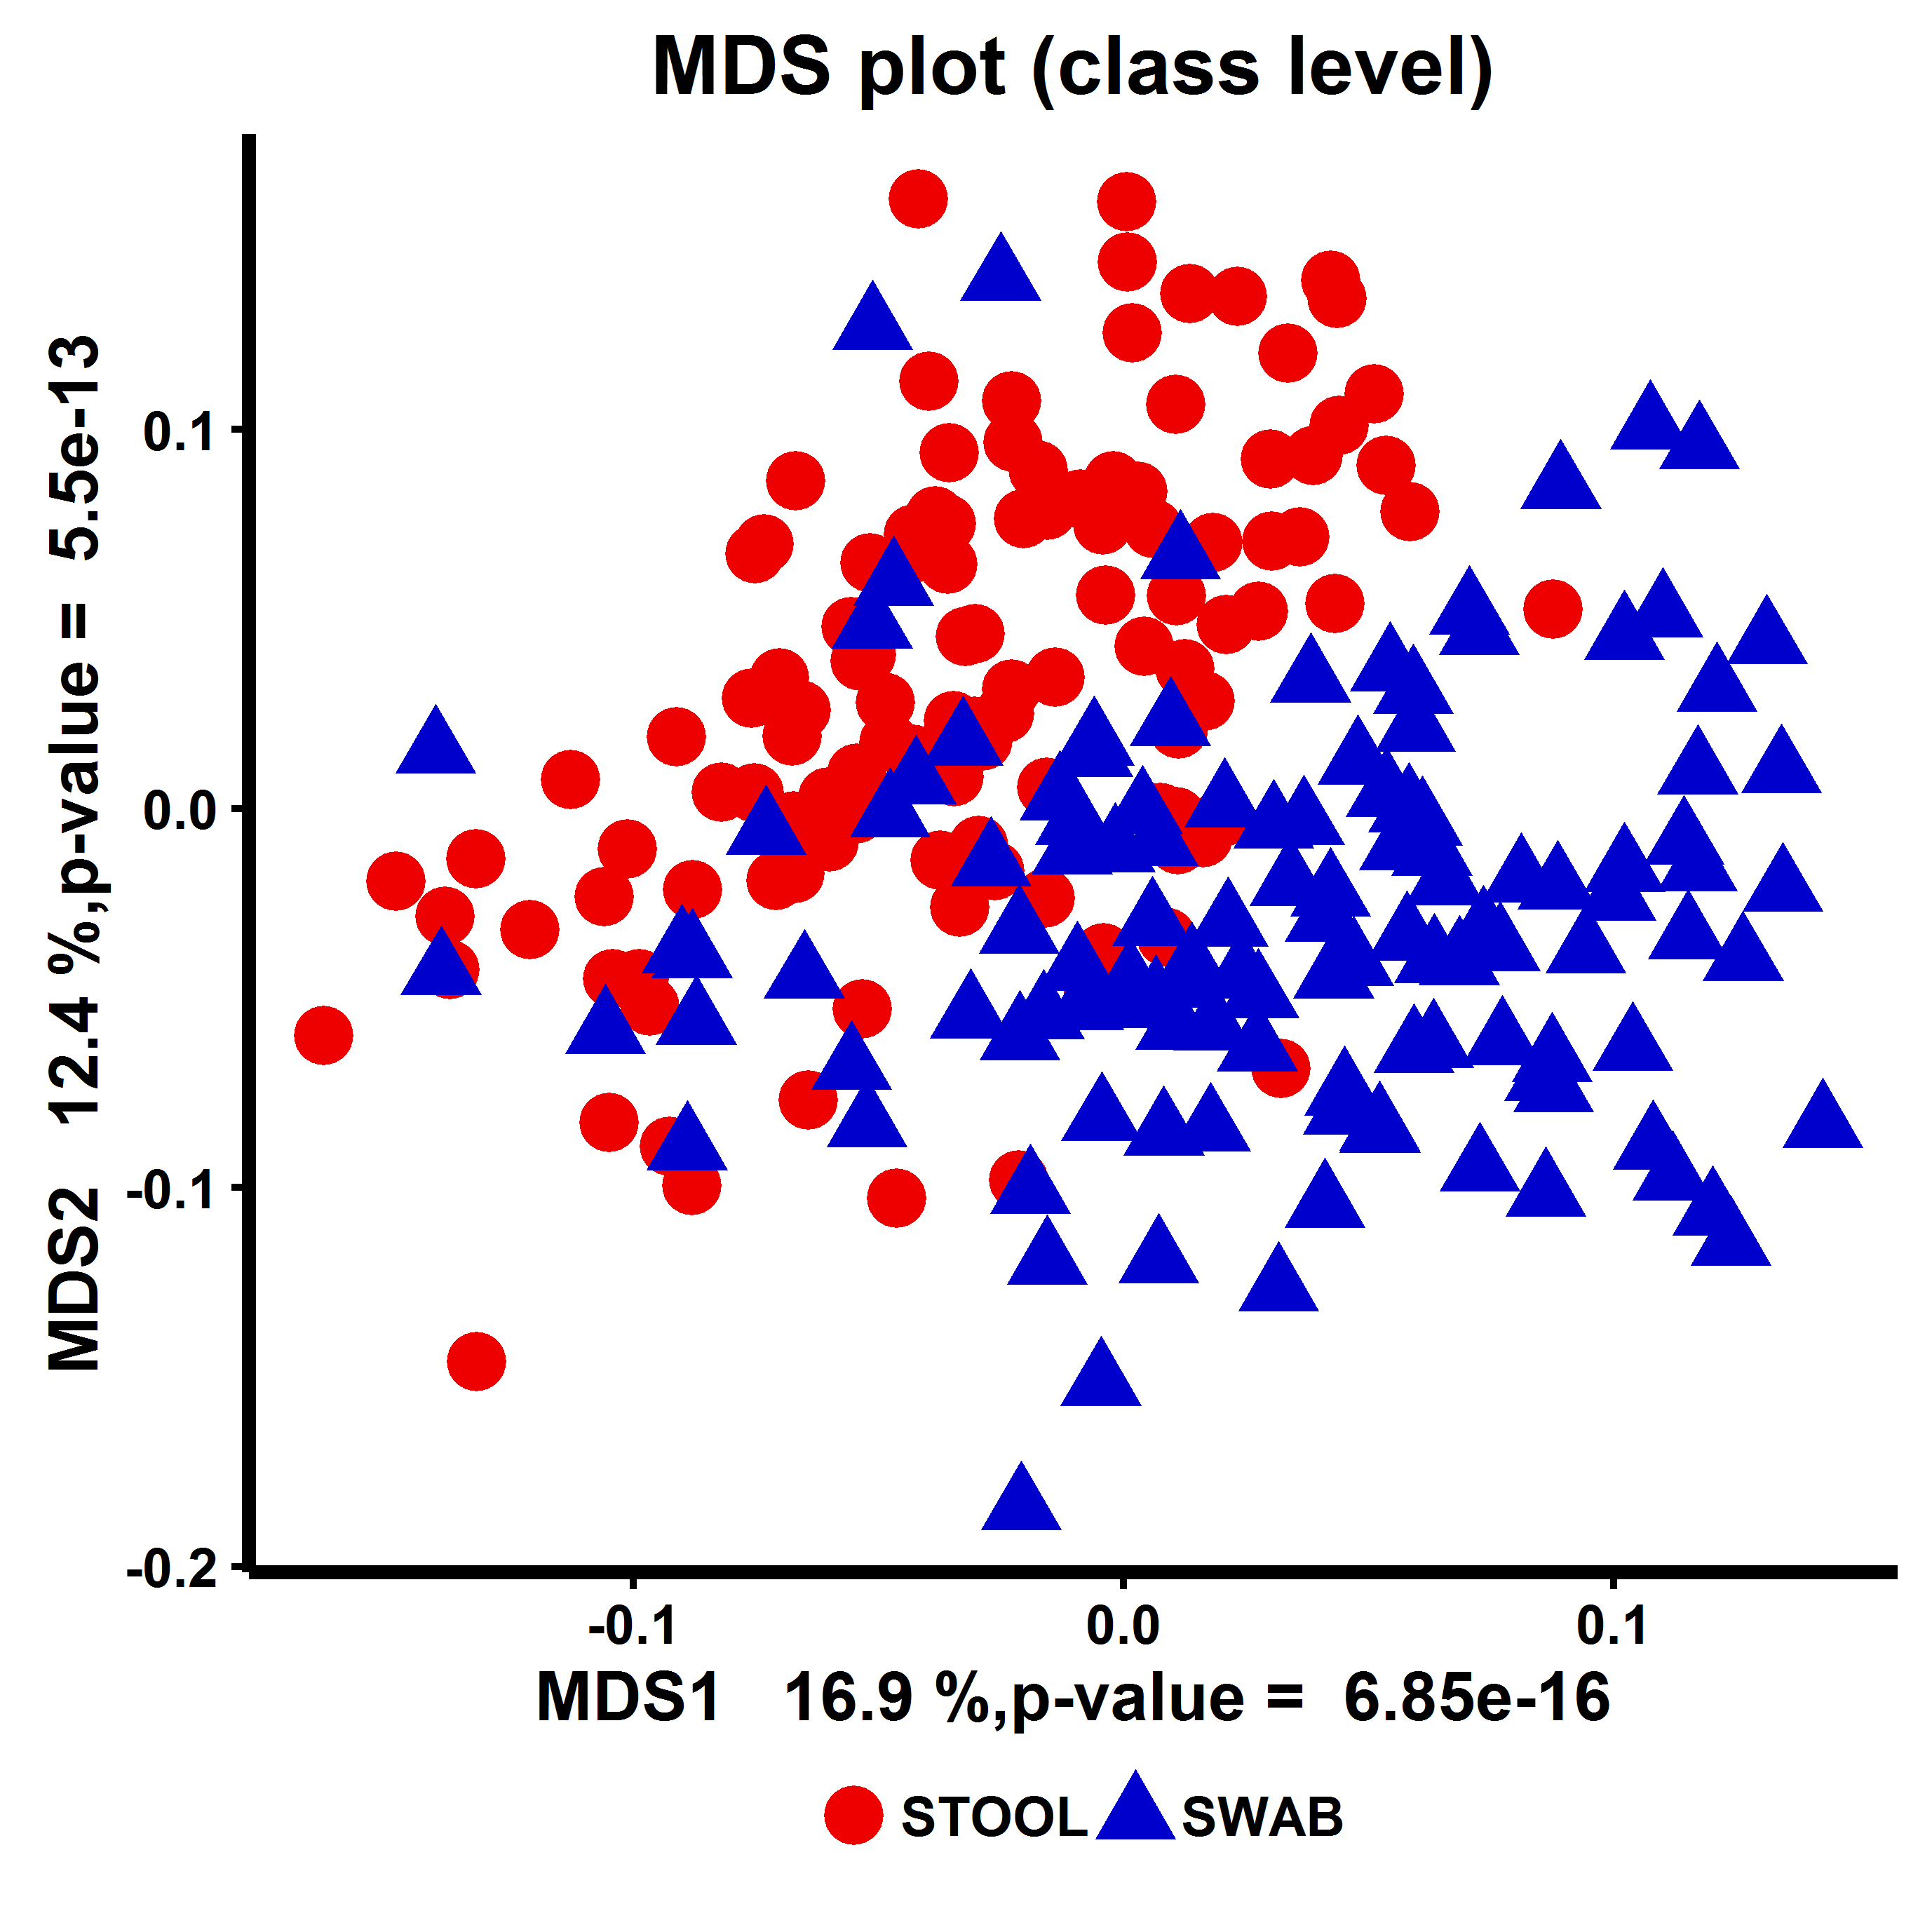 MDS plot (class level)
MDS2 12.4 %,p-value = 5.5e-13
0.1
0.0
-0.1
-0.2
-0.1 0.0 0.1
MDS1 16.9 %,p-value = 6.85e-16
STOOL SWAB